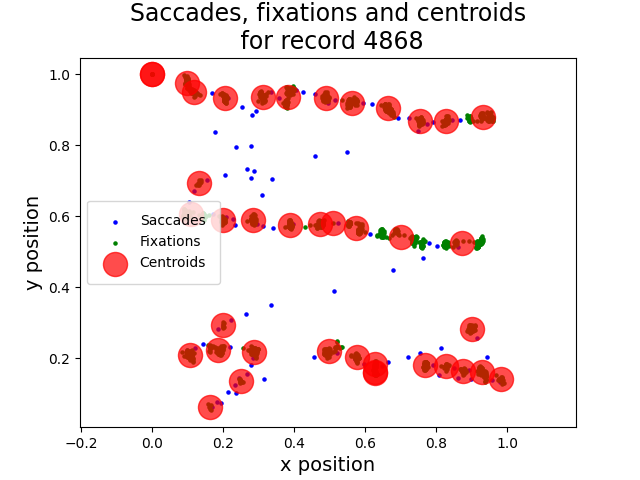 Saccades, fixations and centroids
for record 4868
1.0
0.8
0.6
0.4
0.2
y position
Saccades
Fixations
Centroids
−0.2
0.0
0.2
0.4
0.6
0.8
1.0
x position